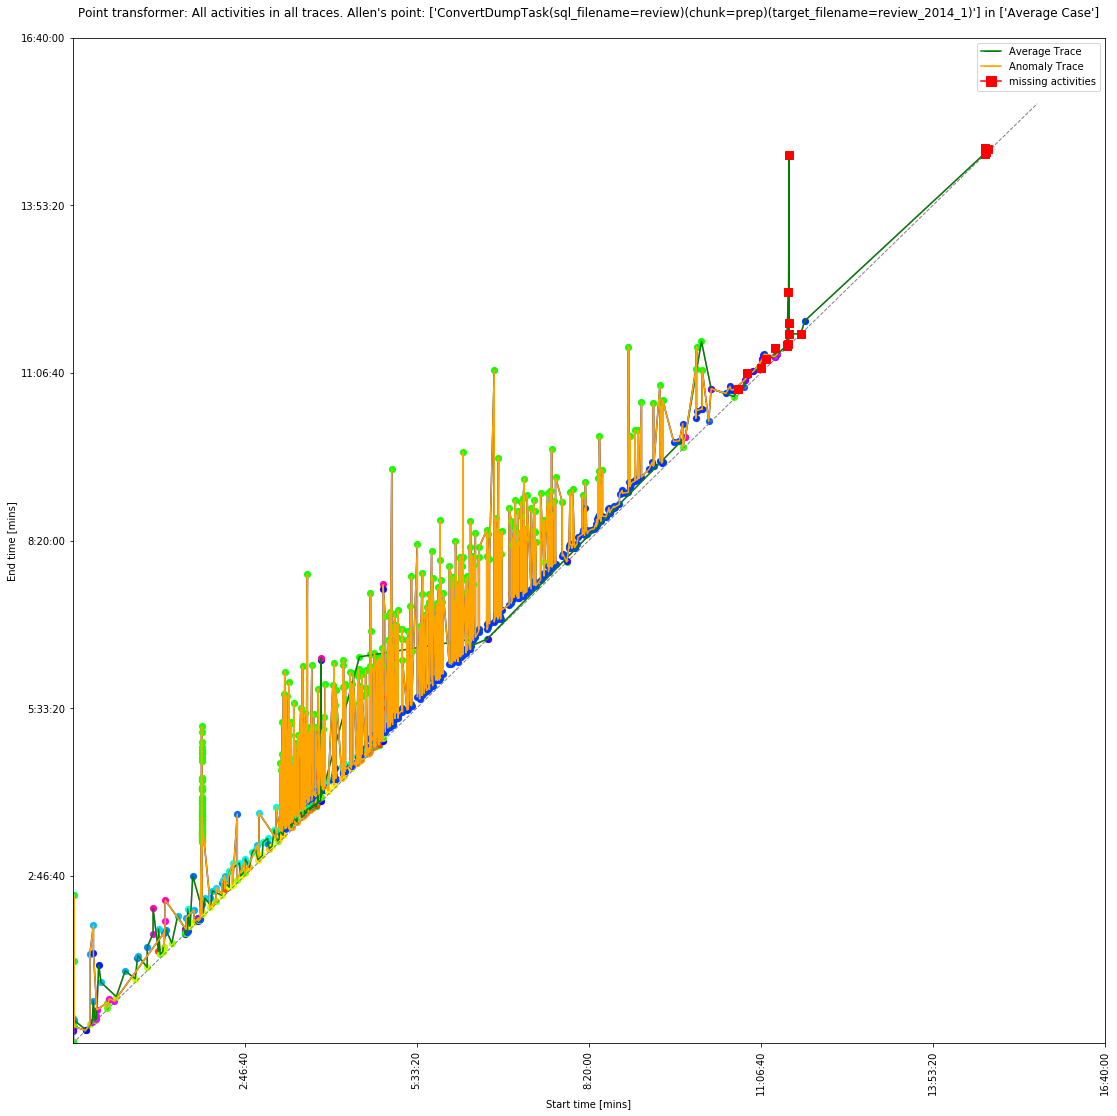 Point transformer: All activities in all traces. Allen's point: ['ConvertDumpTask(sql_filename=review)(chunk=prep)(target_filename=review_2014_1)'] in ['Average Case']
16:40:00
Average Trace
Anomaly Trace
missing activities
13:53:20
11:06:40
8:20:00
End time [mins]
5:33:20
2:46:40
2:46:40
5:33:20
8:20:00
11:06:40
13:53:20
16:40:00
Start time [mins]